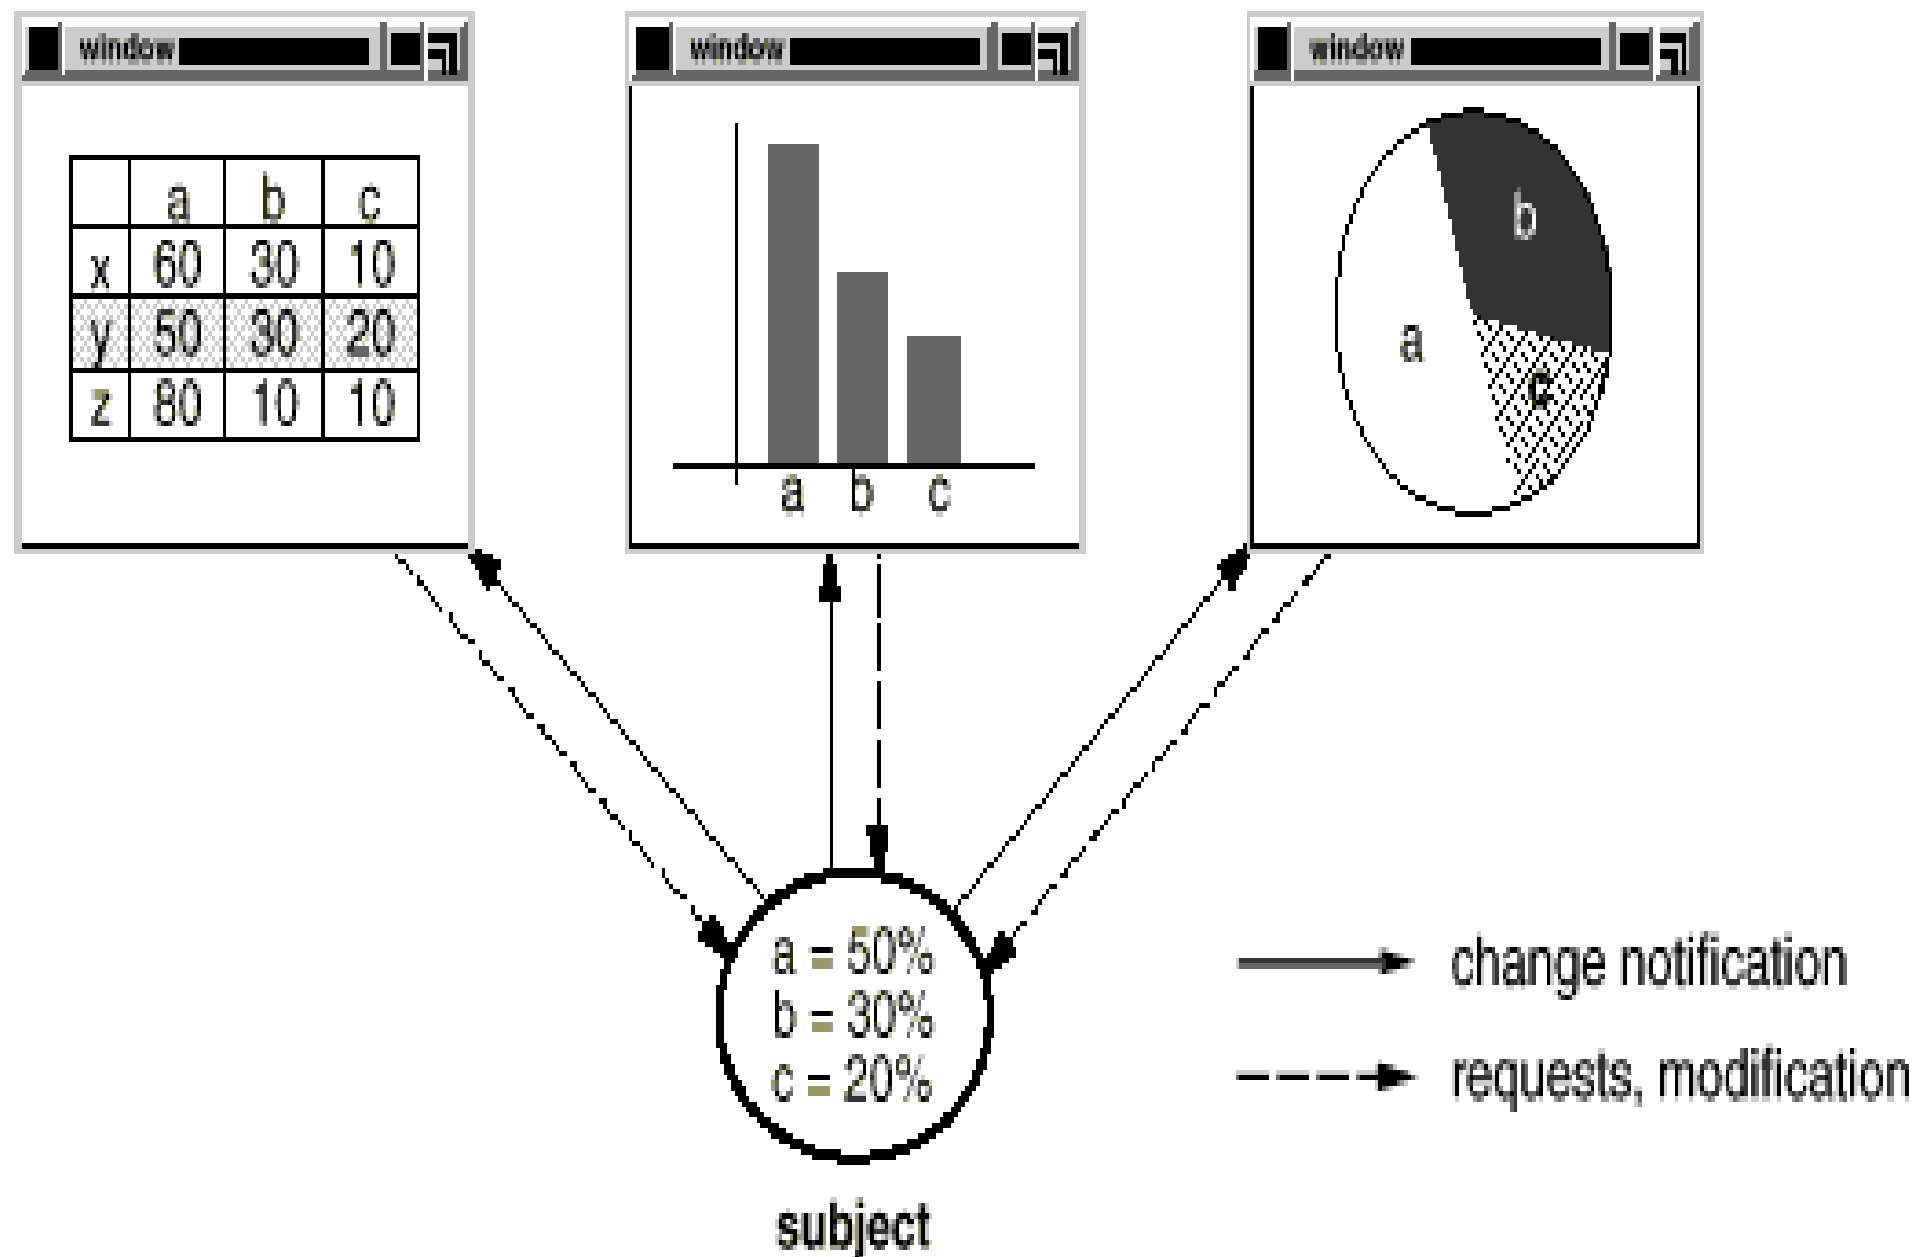 window
a b c
x 60 30 10
y 50 30 20
z 80 10 10
window
a b c
window
b
a
c
a = 50%
b = 30%
c = 20%
subject
change notification
requests, modification